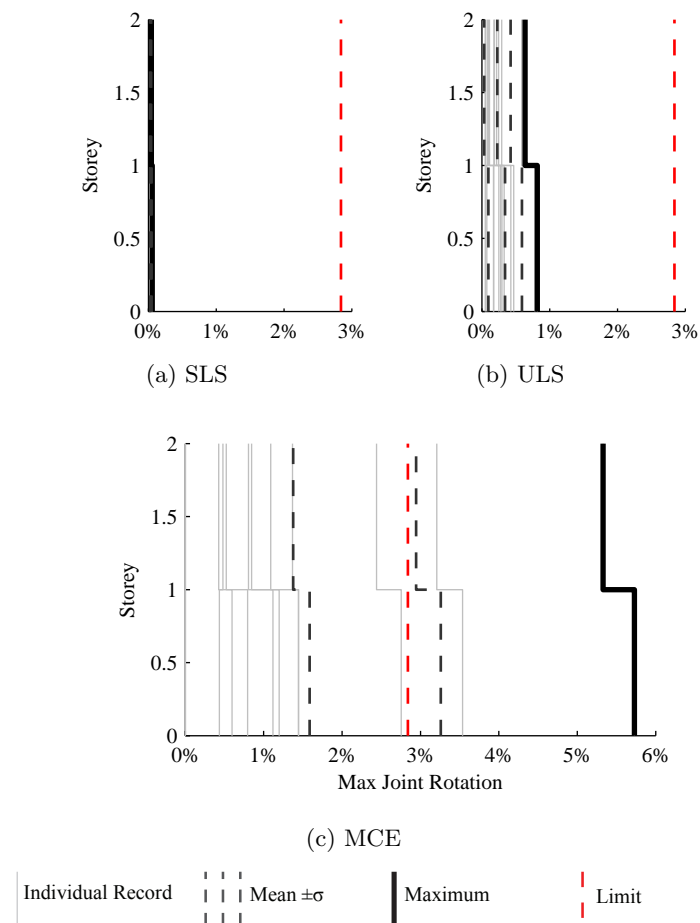 2
1.5
Storey
1
0.5
0
0% 1% 2% 3%
(a) SLS
2
1.5
Storey
1
0.5
0
0% 1% 2% 3%
(b) ULS
2
1.5
Storey
1
0.5
0
0% 1% 2% 3% 4% 5% 6%
Max Joint Rotation
(c) MCE
Individual Record Mean ±σ Maximum Limit